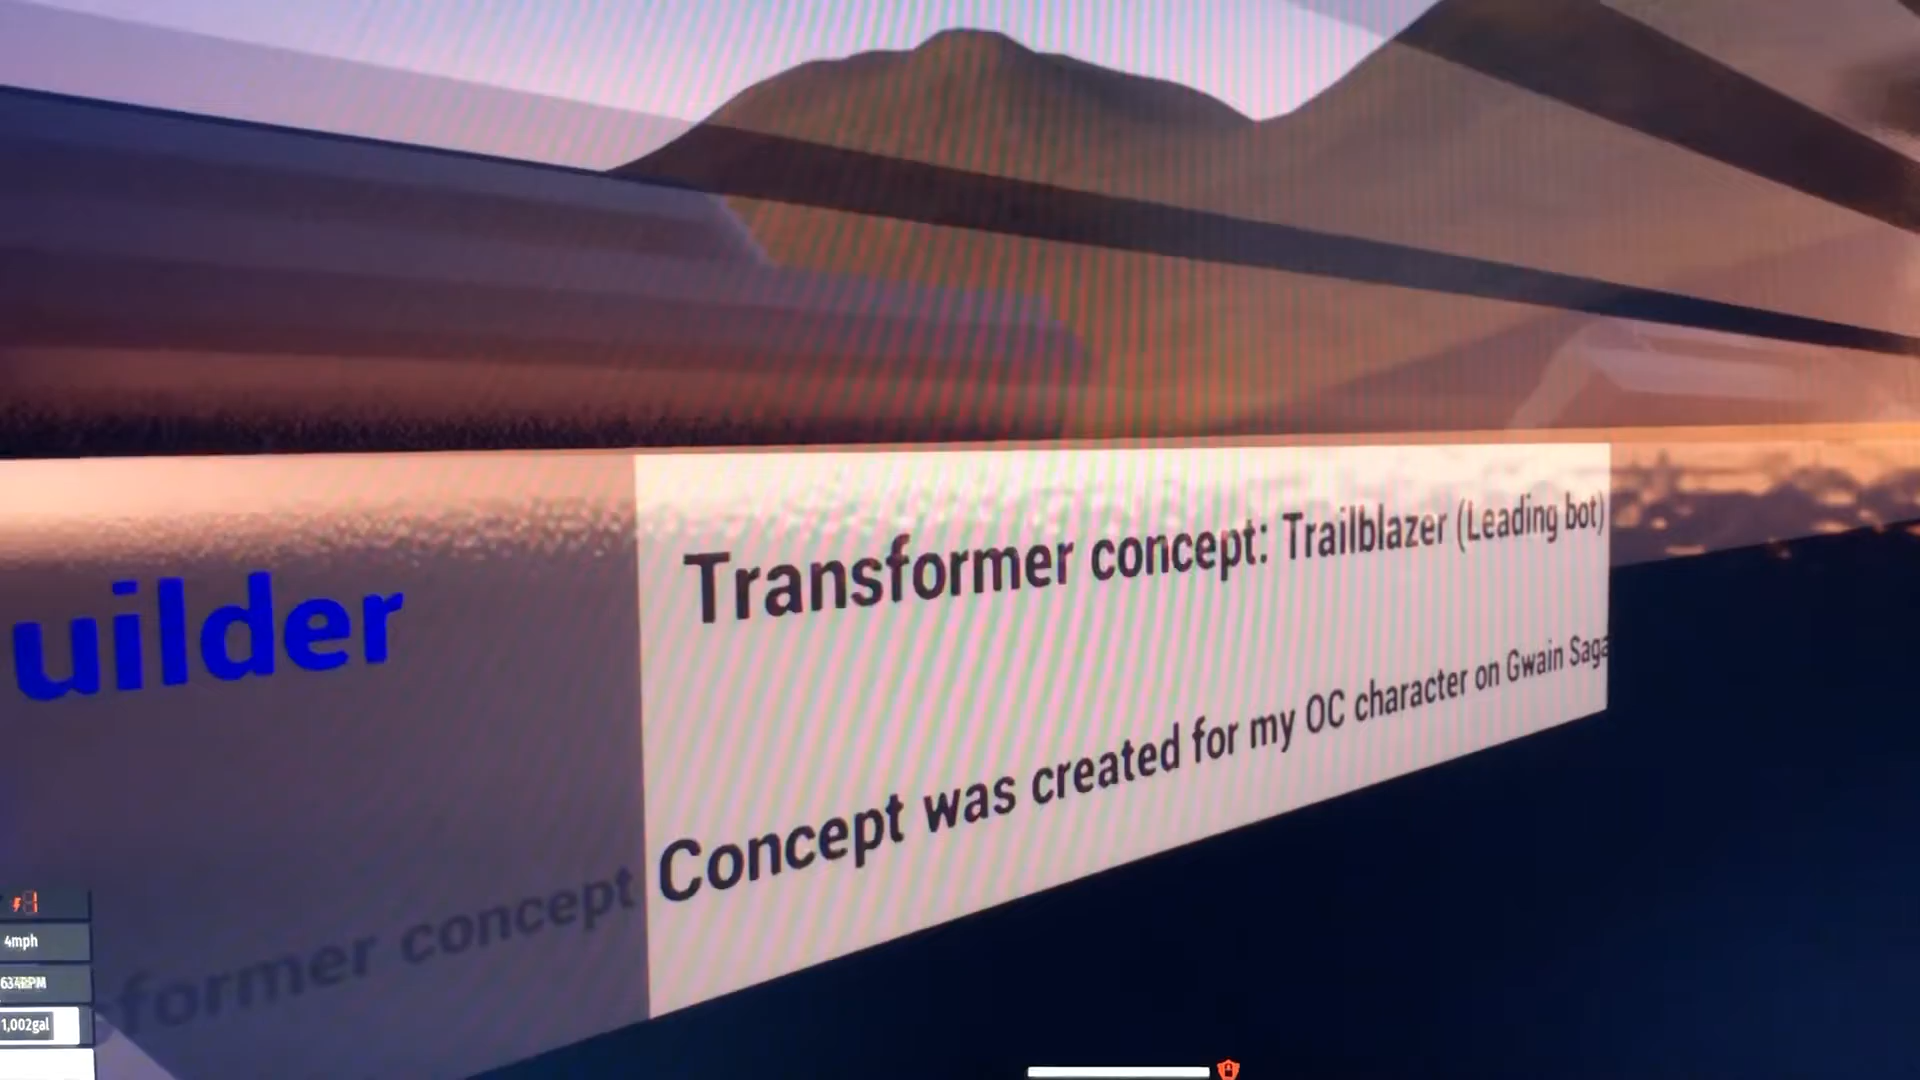 Transformer concept: Trailblazer (Leading bot)
uilder
Concept was created for my OC character on Gwain Saga
sformer concept
4mph
1,002gal